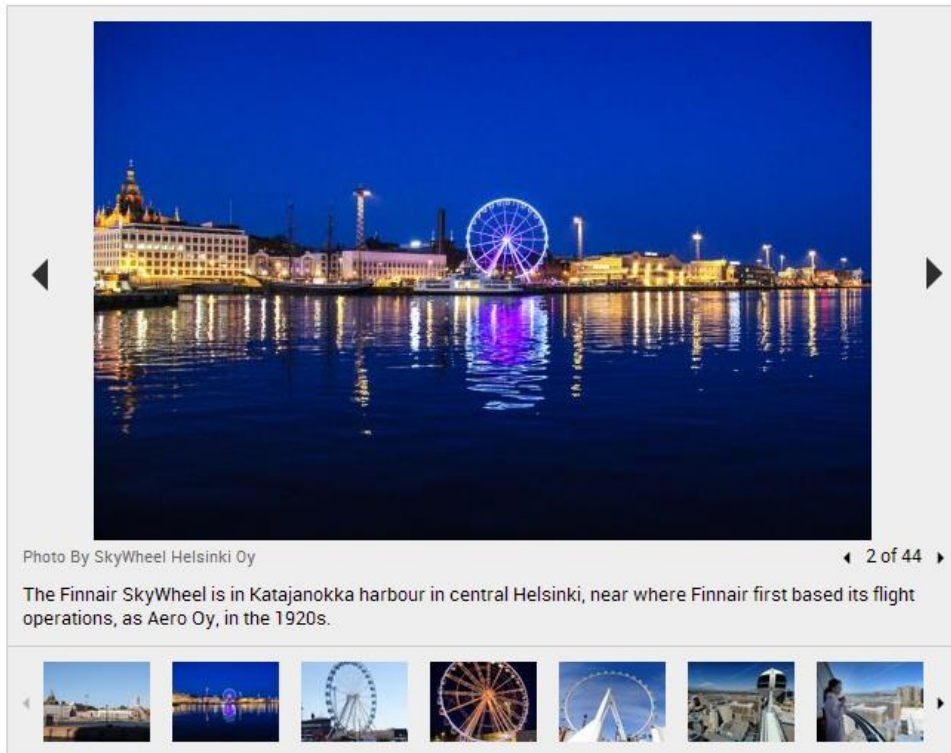 Photo By SkyWheel Helsinki Oy
2 of 44
The Finnair SkyWheel is in Katajanokka harbour in central Helsinki, near where Finnair first based its flight
operations, as Aero Oy, in the 1920s.